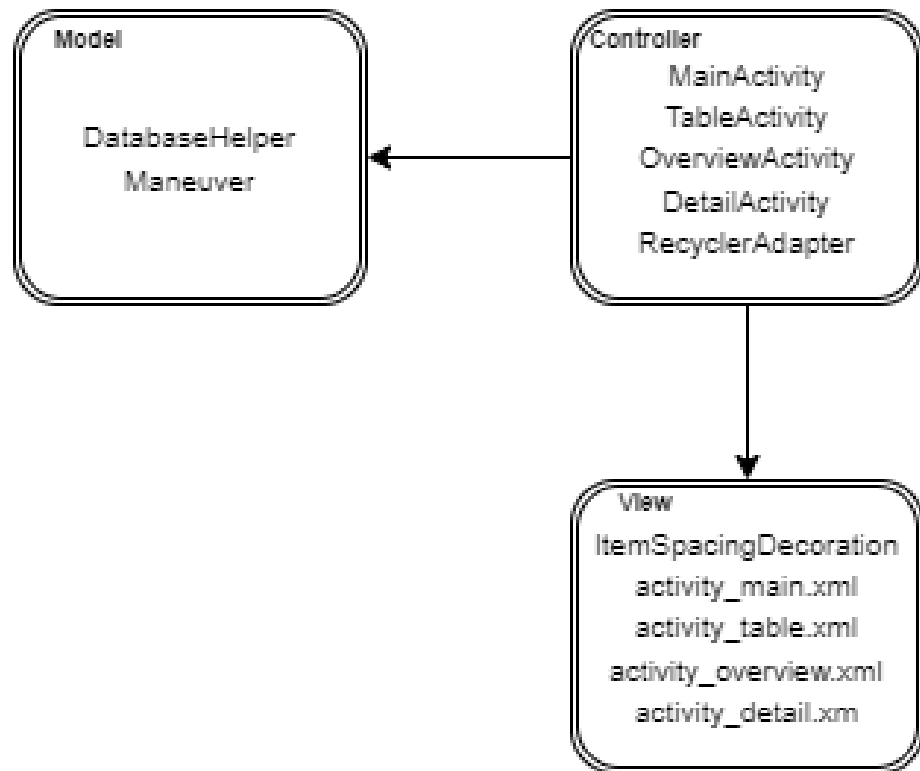 Model
DatabaseHelper
Maneuver
Controller
MainActivity
TableActivity
OverviewActivity
DetailActivity
RecyclerAdapter
View
ItemSpacingDecoration
activity_main.xml
activity_table.xml
activity_overview.xml
activity_detail.xm